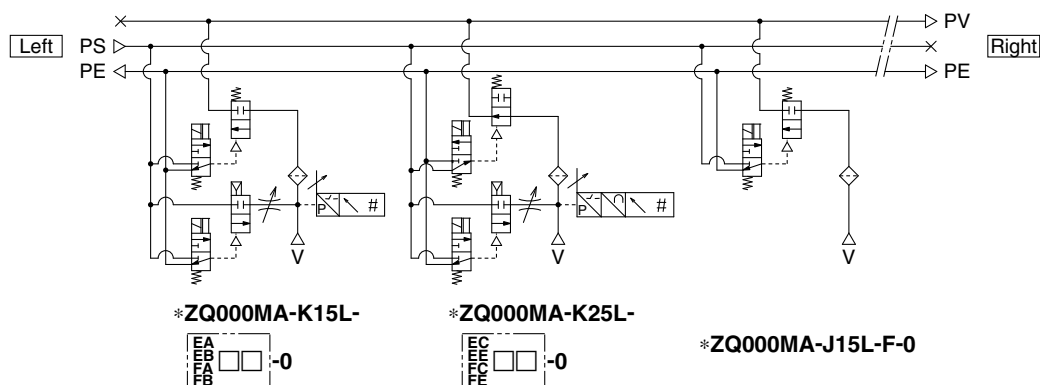 PV
Left PS Right
PE PE
P #
P #
V V V
*ZQ000MA-K15L-
EA
EB
FA
FB
□□-0
*ZQ000MA-K25L-
EC
EE
FC
FE
□□-0
*ZQ000MA-J15L-F-0